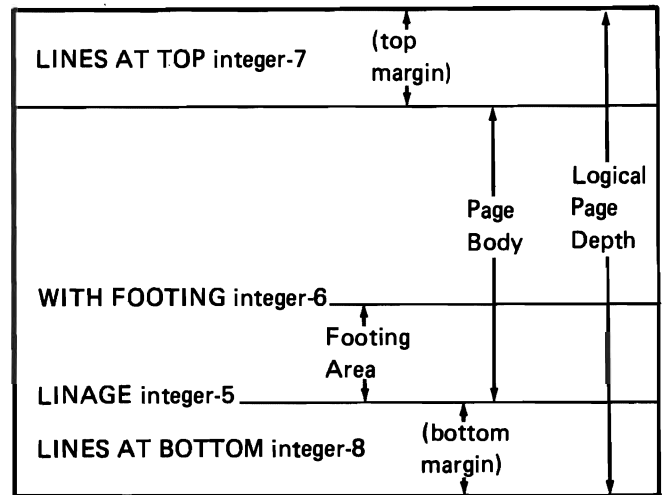 LINES AT TOP integer-7
(top
margin)
Logical
Page
Depth
Page
Body
WITH FOOTING integer-6
Footing
Area
LINAGE integer-5
LINES AT BOTTOM integer-8
(bottom
margin)